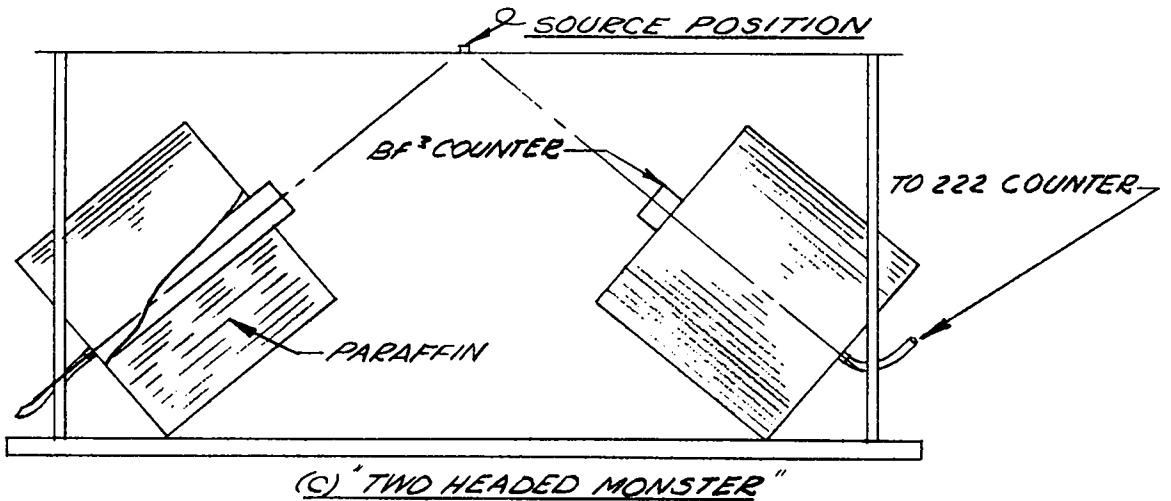 SOURCE POSITION
BF³ COUNTER
TO 222 COUNTER
PARAFFIN
(C) "TWO HEADED MONSTER"